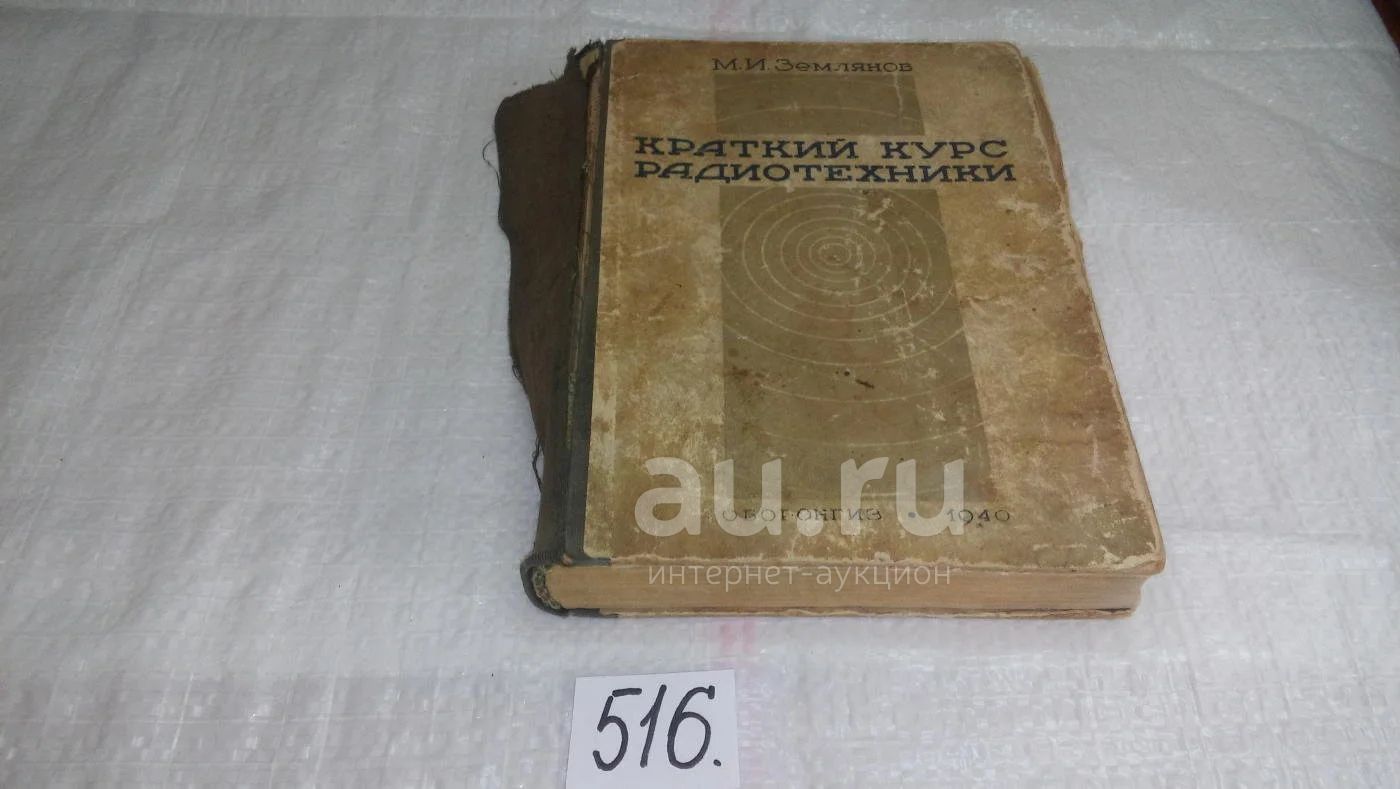 М.И. Землянов
КРАТКИЙ КУРС
РАДИОТЕХНИКИ
ОБОРОНГИЗ • 1940
au.ru
интернет-аукцион
516.